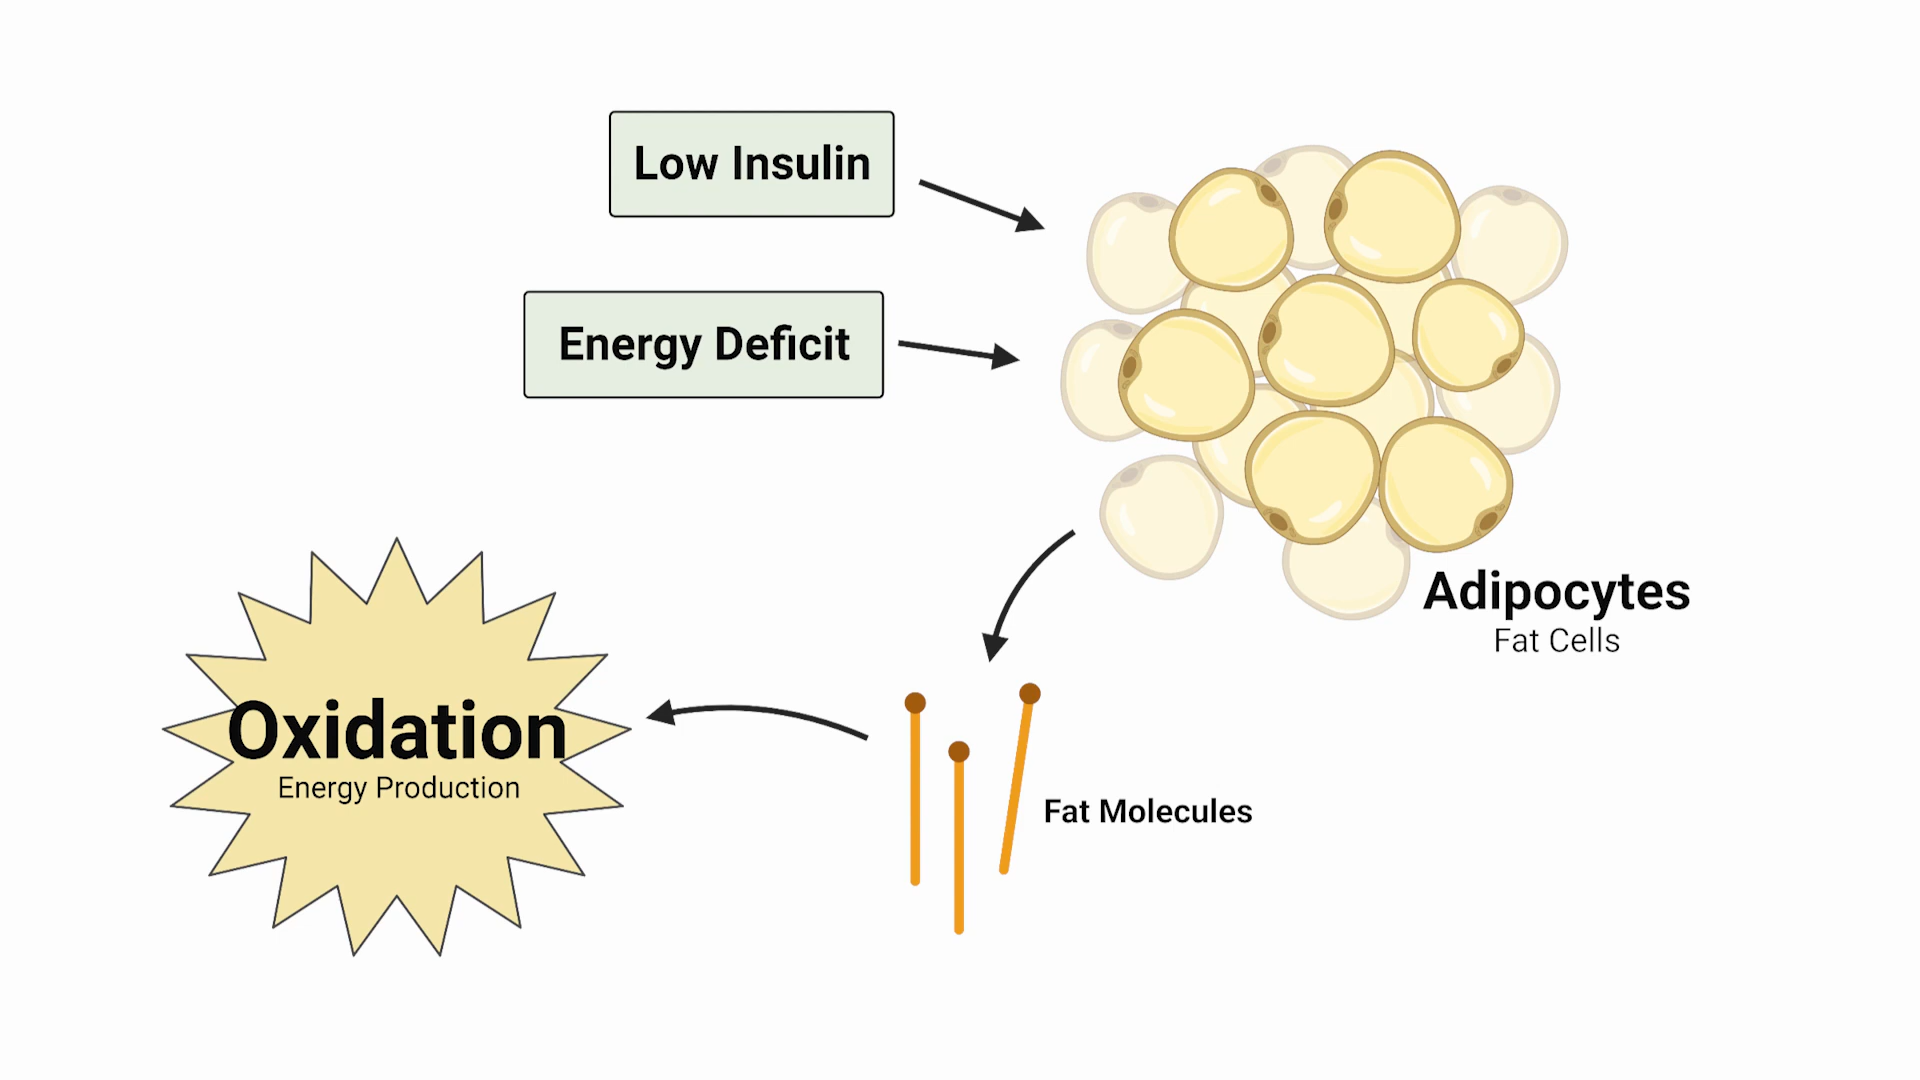 Low Insulin
Energy Deficit
Adipocytes
Fat Cells
Oxidation
Energy Production
Fat Molecules